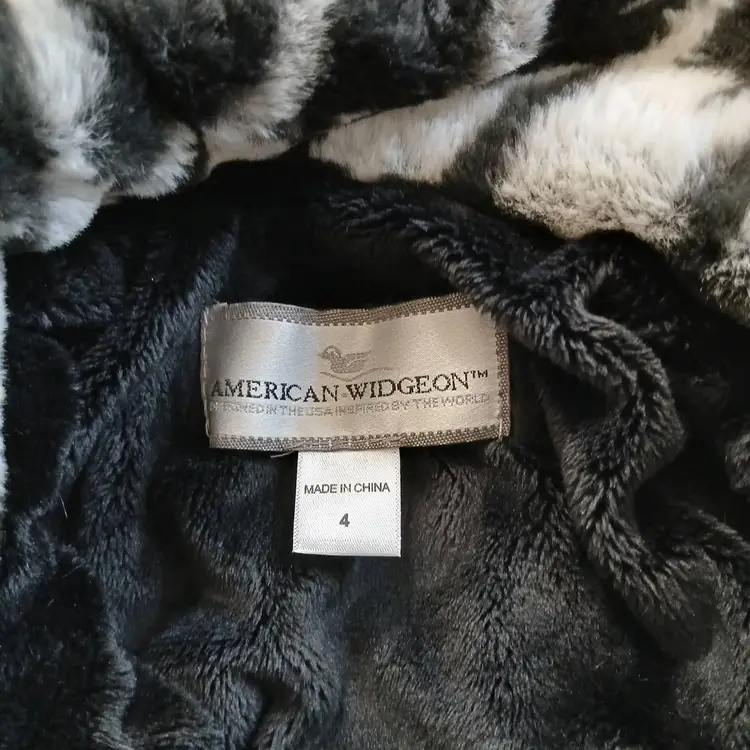 AMERICAN WIDGEON™
DESIGNED IN THE USA INSPIRED BY THE WORLD
MADE IN CHINA
4